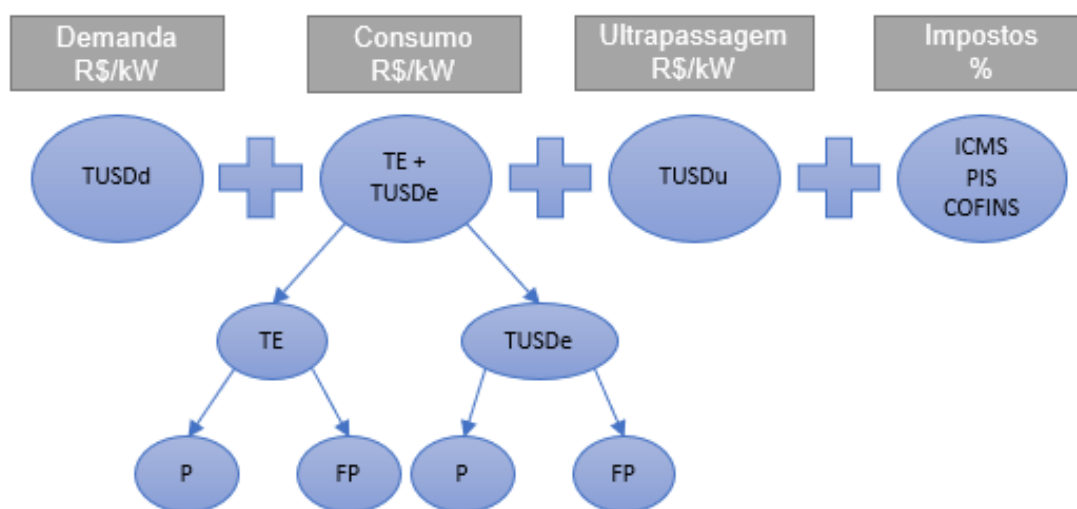 Demanda
R$/kW
Consumo
R$/kW
Ultrapassagem
R$/kW
Impostos
%
TUSDd
TE +
TUSDe
TUSDu
ICMS
PIS
COFINS
TE
TUSDe
P
FP
P
FP